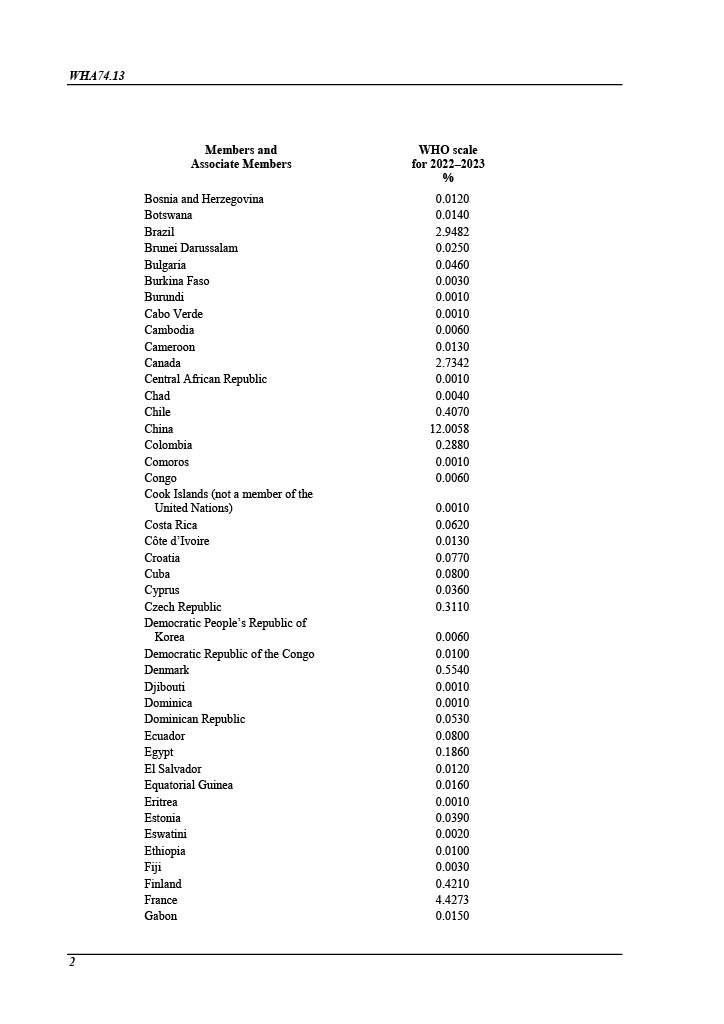 WHA74.13
Members and WHO scale
Associate Members for 2022–2023
%
Bosnia and Herzegovina 0.0120
Botswana 0.0140
Brazil 2.9482
Brunei Darussalam 0.0250
Bulgaria 0.0460
Burkina Faso 0.0030
Burundi 0.0010
Cabo Verde 0.0010
Cambodia 0.0060
Cameroon 0.0130
Canada 2.7342
Central African Republic 0.0010
Chad 0.0040
Chile 0.4070
China 12.0058
Colombia 0.2880
Comoros 0.0010
Congo 0.0060
Cook Islands (not a member of the
United Nations) 0.0010
Costa Rica 0.0620
Côte d’Ivoire 0.0130
Croatia 0.0770
Cuba 0.0800
Cyprus 0.0360
Czech Republic 0.3110
Democratic People’s Republic of
Korea 0.0060
Democratic Republic of the Congo 0.0100
Denmark 0.5540
Djibouti 0.0010
Dominica 0.0010
Dominican Republic 0.0530
Ecuador 0.0800
Egypt 0.1860
El Salvador 0.0120
Equatorial Guinea 0.0160
Eritrea 0.0010
Estonia 0.0390
Eswatini 0.0020
Ethiopia 0.0100
Fiji 0.0030
Finland 0.4210
France 4.4273
Gabon 0.0150
2